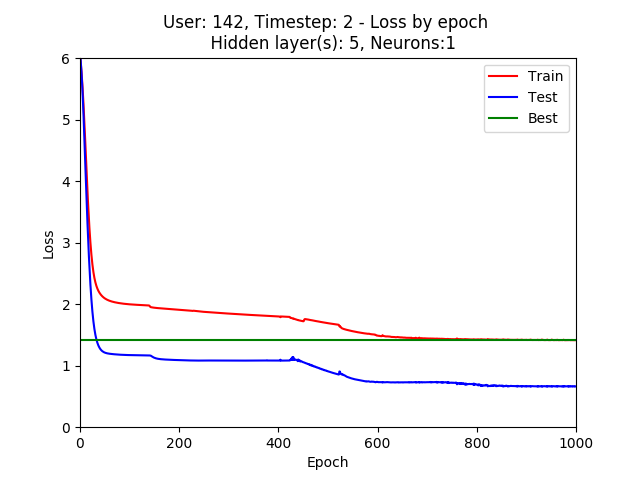 User: 142, Timestep: 2 - Loss by epoch
Hidden layer(s): 5, Neurons:1
Train
Test
Best
6
5
4
3
2
1
0
Loss
0
200
400
600
800
1000
Epoch